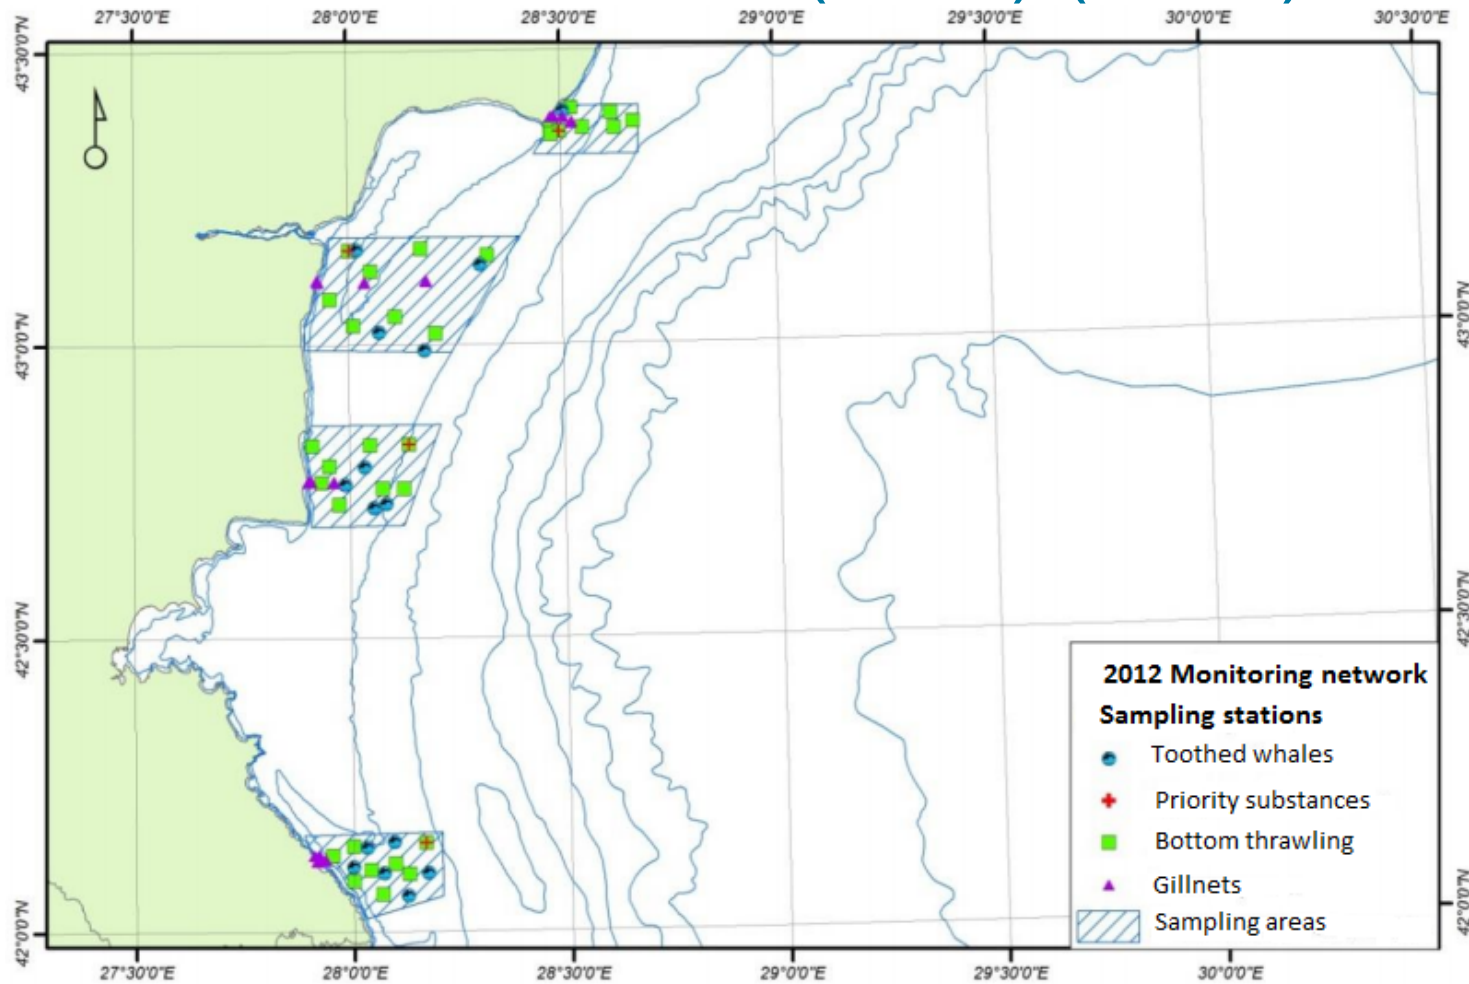 27°30'0"E 28°0'0"E 28°30'0"E 29°0'0"E 29°30'0"E 30°0'0"E 30°30'0"E
43°30'0"N
43°0'0"N
43°0'0"N
42°30'0"N
42°30'0"N
2012 Monitoring network
Sampling stations
Toothed whales
Priority substances
Bottom thrawling
Gillnets
Sampling areas
42°0'0"N
42°0'0"N
27°30'0"E 28°0'0"E 28°30'0"E 29°0'0"E 29°30'0"E 30°0'0"E